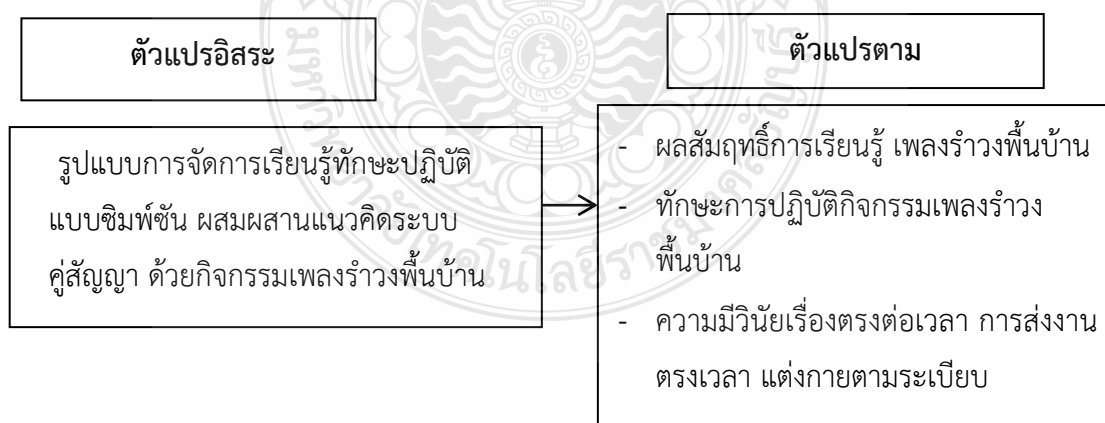 ตัวแปรอิสระ
รูปแบบการจัดการเรียนรู้ทักษะปฏิบัติ
แบบซิมพ์ซัน ผสมผสานแนวคิดระบบ
คู่สัญญา ด้วยกิจกรรมเพลงรำวงพื้นบ้าน
ตัวแปรตาม
- ผลสัมฤทธิ์การเรียนรู้ เพลงรำวงพื้นบ้าน
- ทักษะการปฏิบัติกิจกรรมเพลงรำวง
พื้นบ้าน
- ความมีวินัยเรื่องตรงต่อเวลา การส่งงาน
ตรงเวลา แต่งกายตามระเบียบ